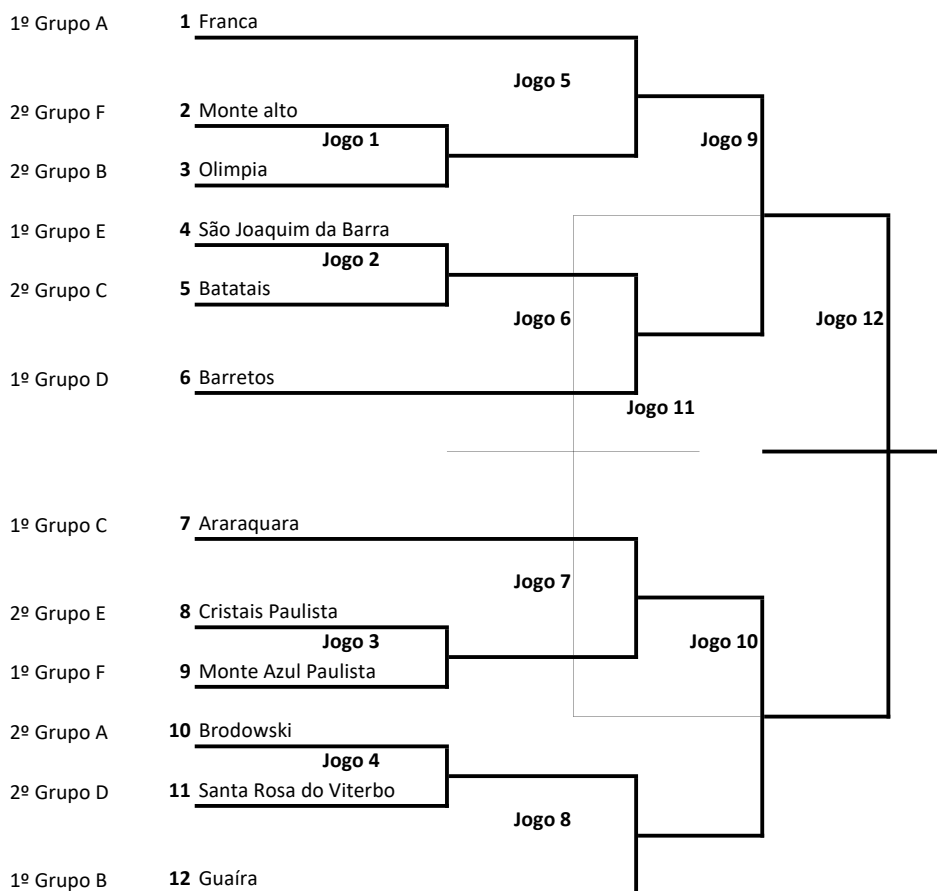 1º Grupo A 1 Franca
Jogo 5
2º Grupo F 2 Monte alto
Jogo 1 Jogo 9
2º Grupo B 3 Olimpia
1º Grupo E 4 São Joaquim da Barra
Jogo 2
2º Grupo C 5 Batatais
Jogo 6 Jogo 12
1º Grupo D 6 Barretos
Jogo 11
1º Grupo C 7 Araraquara
Jogo 7
2º Grupo E 8 Cristais Paulista
Jogo 3 Jogo 10
1º Grupo F 9 Monte Azul Paulista
2º Grupo A 10 Brodowski
Jogo 4
2º Grupo D 11 Santa Rosa do Viterbo
Jogo 8
1º Grupo B 12 Guaíra